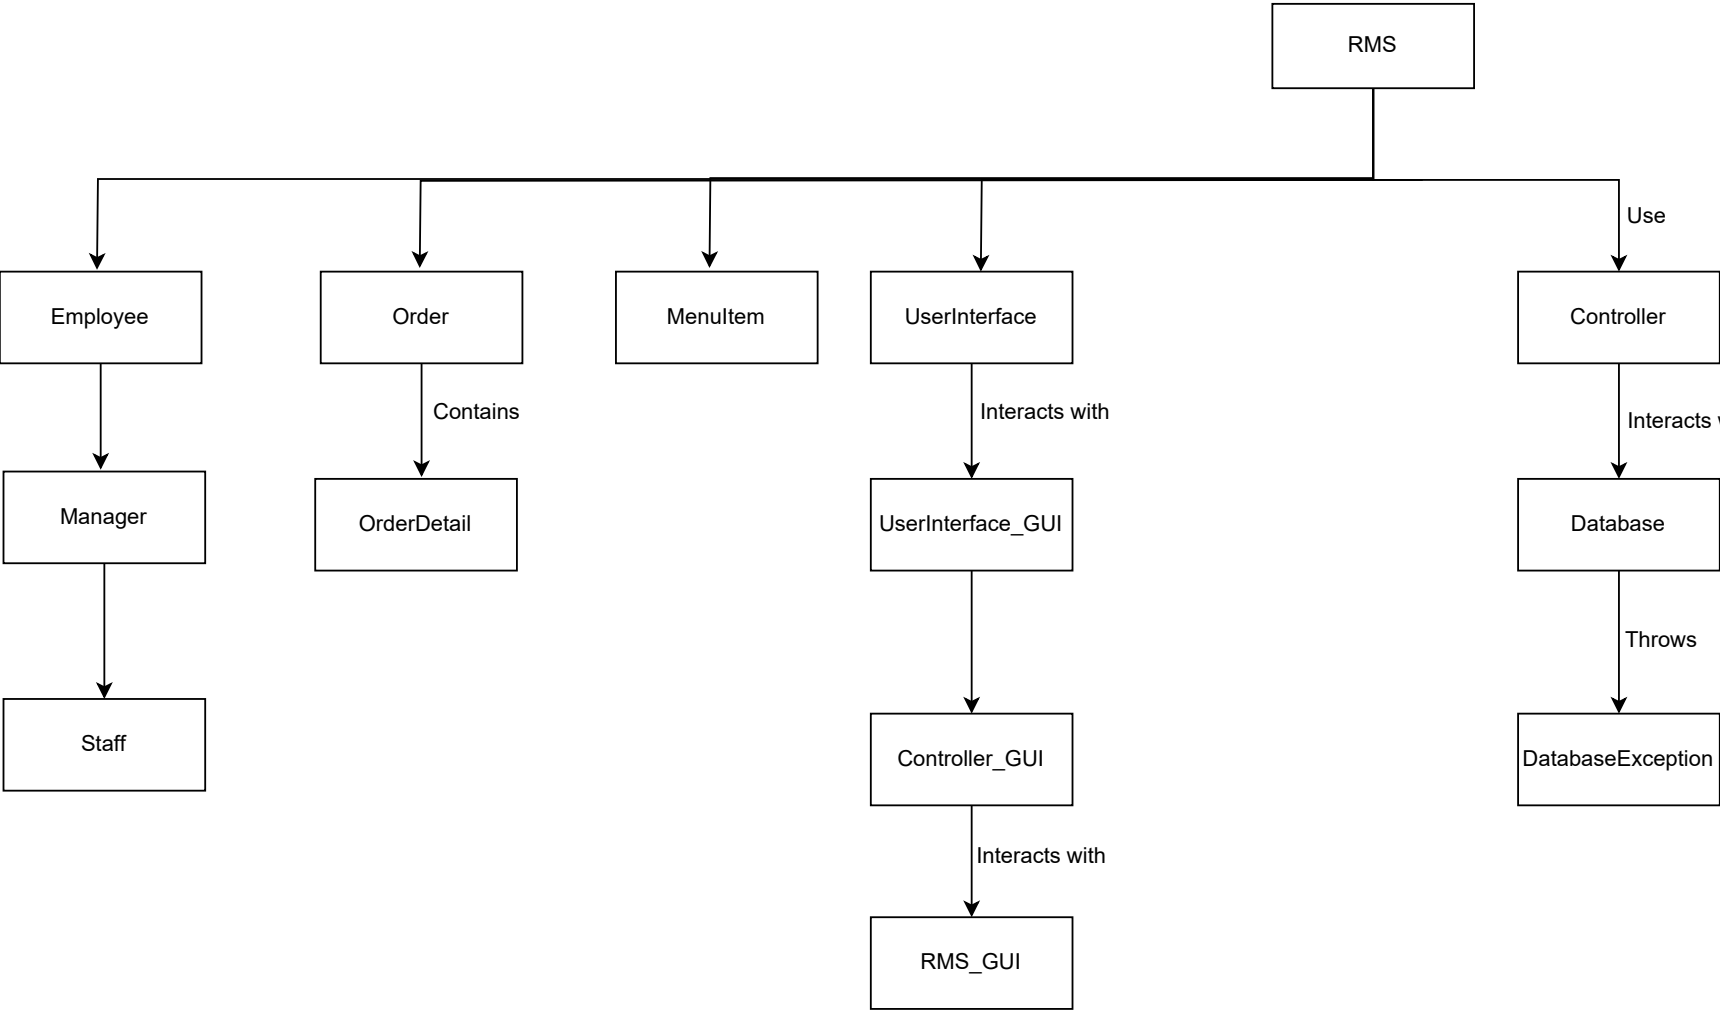 RMS
Use
Employee
Order
MenuItem
UserInterface
Controller
Contains
Interacts with
Interacts
Manager
OrderDetail
UserInterface_GUI
Database
Throws
Staff
Controller_GUI
DatabaseException
Interacts with
RMS_GUI